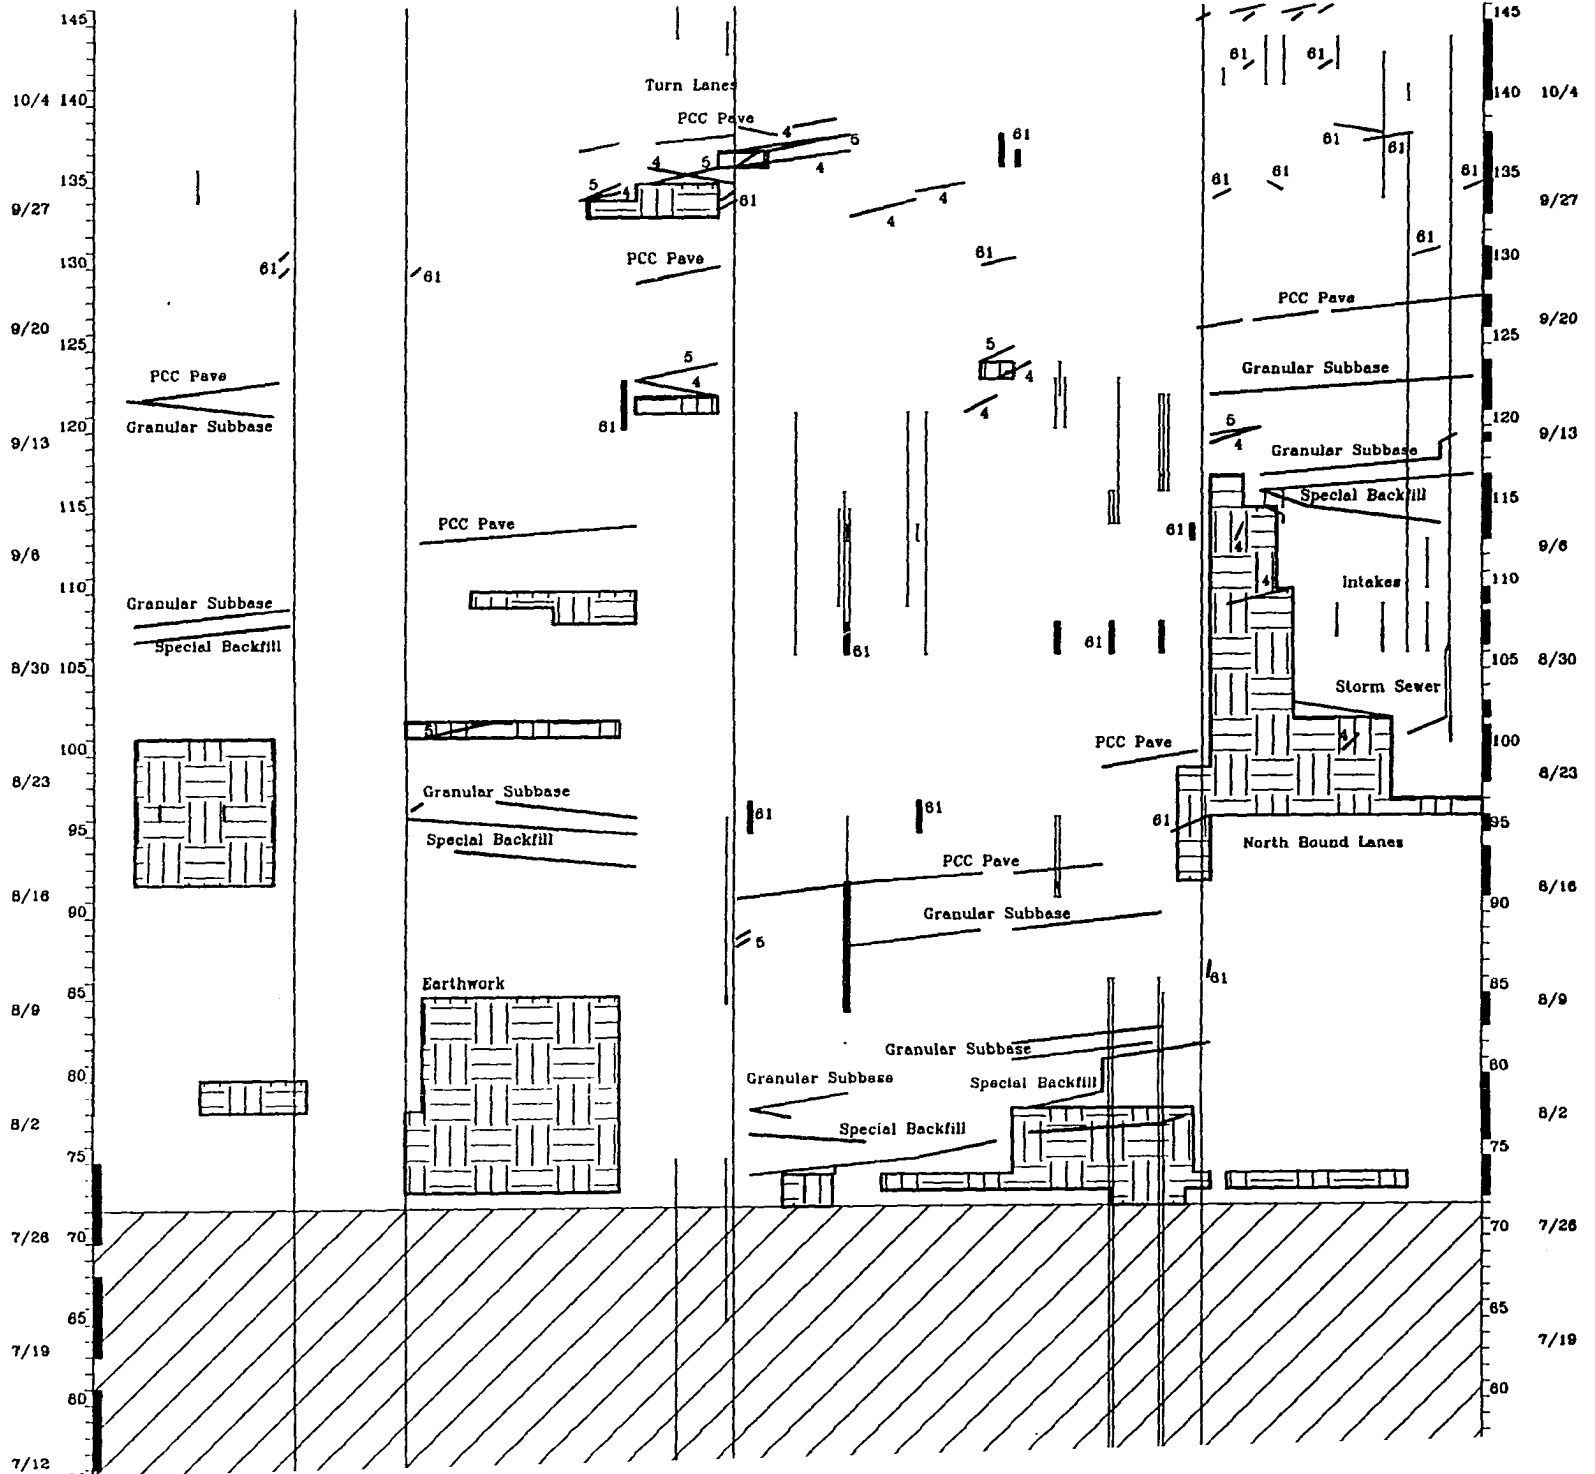 145 145
61 61
Turn Lanes
10/4 140 140 10/4
PCC Pave 4 5 61 61 61
4 5 4
135 5 4 61 61 61 61 135
9/27 4 4 9/27
61
130 61 61 PCC Pave 61 130
PCC Pave
9/20 9/20
125 125
5 5
PCC Pave 4 4 Granular Subbase
4
120 Granular Subbase 61 5 120
9/13 4 9/13
Granular Subbase
115 Special Backfill 115
PCC Pave 61
9/6 4 9/6
110 4 Intakes 110
Granular Subbase
Special Backfill 61 61
8/30 105 105 8/30
Storm Sewer
5 4
100 PCC Pave 100
8/23 8/23
Granular Subbase
95 61 61 61 95
Special Backfill North Bound Lanes
PCC Pave
8/16 8/16
90 Granular Subbase 90
5
61
85 Earthwork 85
8/9 8/9
Granular Subbase
80 Granular Subbase Special Backfill 80
8/2 8/2
Special Backfill
75 75
7/26 70 70 7/26
65 65
7/19 7/19
60 60
7/12